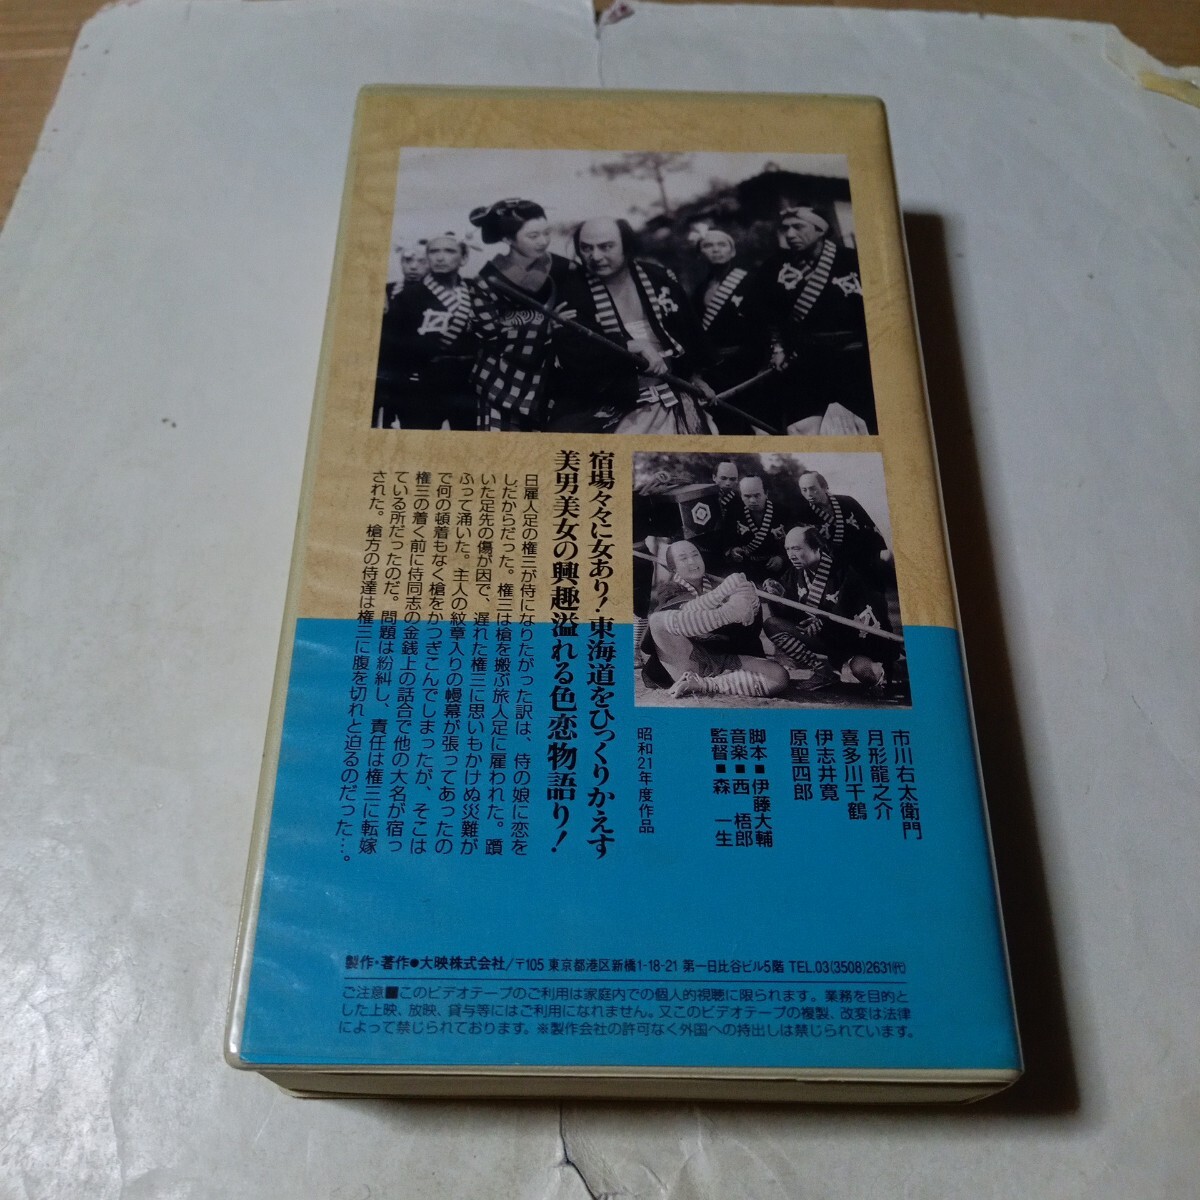 市川右太衛門
月形龍之介
喜多川千鶴
伊志井寛
原聖四郎
脚本■伊藤大輔
音楽■西 梧郎
監督■森 一生
昭和21年度作品
宿場々々に女あり!東海道をひっくりかえす
美男美女の興趣溢れる色恋物語り!
日雇人足の権三が侍になりたがった訳は、侍の娘に恋を
したからだった。権三は槍を搬ぶ旅人足に雇われた。躓
いた足先の傷が因で、遅れた権三に思いもかけぬ災難が
ふって涌いた。主人の紋章入りの幔幕が張ってあったの
で何の頓着もなく槍をかつぎこんでしまったが、そこは
権三の着く前に侍同志の金銭上の話合で他の大名が宿っ
ている所だったのだ。問題は紛糾し、責任は権三に転嫁
された。槍方の侍達は権三に腹を切れと迫るのだった…。
製作・著作●大映株式会社/〒105 東京都港区新橋1-18-21 第一日比谷ビル5階 TEL.03(3508)2631(代)
ご注意■このビデオテープのご利用は家庭内での個人的視聴に限られます。業務を目的と
した上映、放映、貸与等にはご利用になれません。又このビデオテープの複製、改変は法律
によって禁じられております。※製作会社の許可なく外国への持出しは禁じられています。